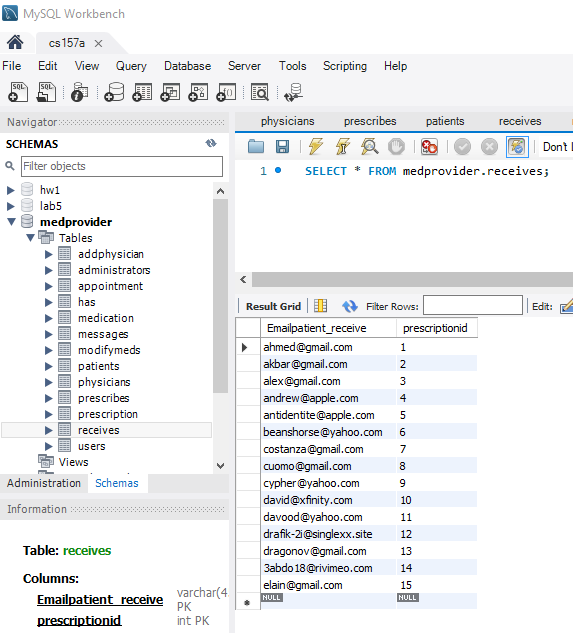 MySQL Workbench
cs157a
File Edit View Query Database Server Tools Scripting Help
Navigator
SCHEMAS
Filter objects
hw1
lab5
medprovider
Tables
addphysician
administrators
appointment
has
medication
messages
modifymeds
patients
physicians
prescribes
prescription
receives
users
Views
Administration Schemas
Information
Table: receives
Columns:
Emailpatient_receive varchar(4
PK
prescriptionid int PK
physicians prescribes patients receives
Don't l
1 SELECT * FROM medprovider.receives;
Result Grid Filter Rows: Edit:
Emailpatient_receive prescriptionid
ahmed@gmail.com 1
akbar@gmail.com 2
alex@gmail.com 3
andrew@apple.com 4
antidentite@apple.com 5
beanshorse@yahoo.com 6
costanza@gmail.com 7
cuomo@gmail.com 8
cypher@yahoo.com 9
david@xfinity.com 10
davood@yahoo.com 11
drafik-2i@singlexx.site 12
dragonov@gmail.com 13
3abdo18@rivimeo.com 14
elain@gmail.com 15
NULL NULL